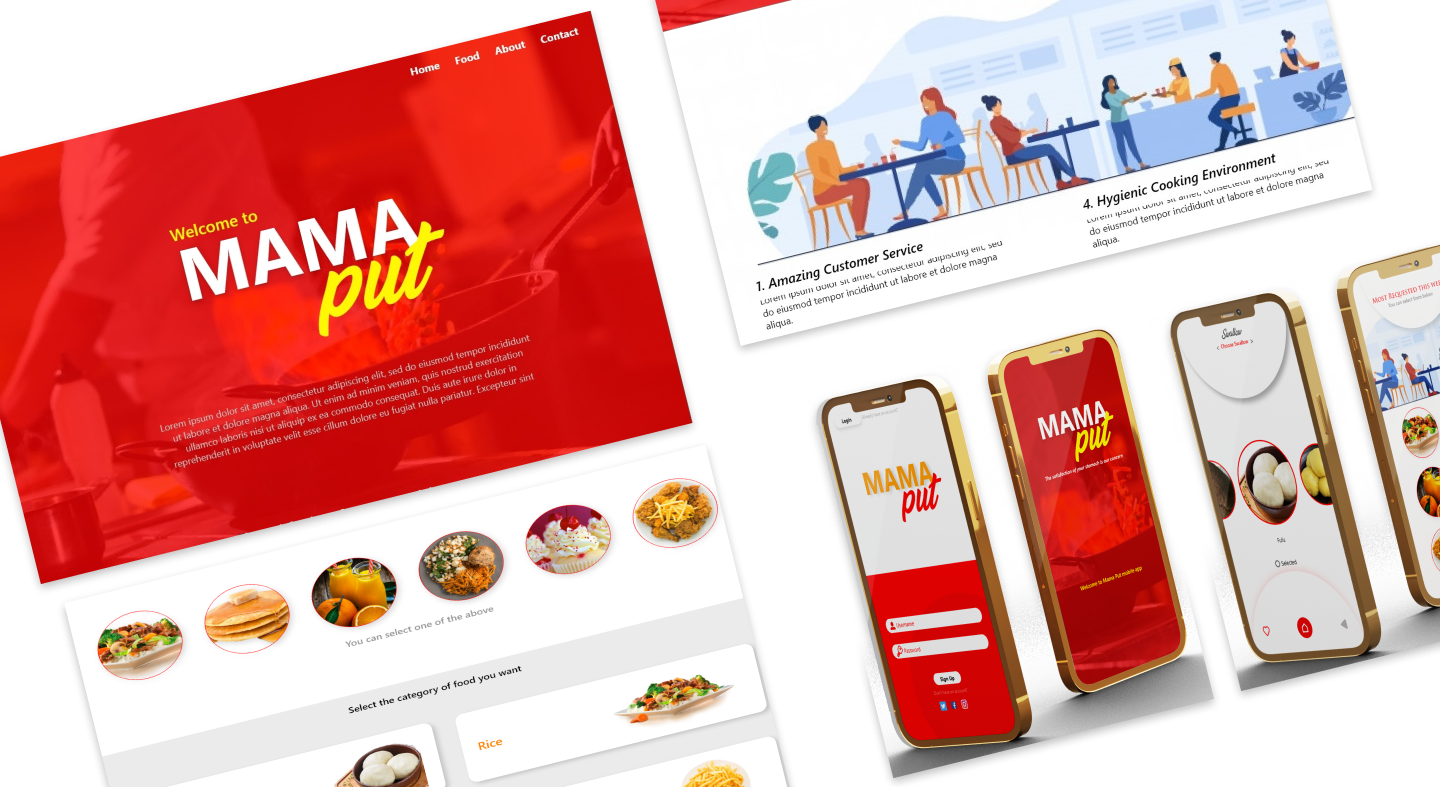 Home Food About Contact
Welcome to
MAMA
put
Lorem ipsum dolor sit amet, consectetur adipiscing elit, sed do eiusmod tempor incididunt
ut labore et dolore magna aliqua. Ut enim ad minim veniam, quis nostrud exercitation
ullamco laboris nisi ut aliquip ex ea commodo consequat. Duis aute irure dolor in
reprehenderit in voluptate velit esse cillum dolore eu fugiat nulla pariatur. Excepteur sint
You can select one of the above
Select the category of food you want
Rice
1. Amazing Customer Service
Lorem ipsum dolor sit amet, consectetur adipiscing elit, sed
do eiusmod tempor incididunt ut labore et dolore magna
aliqua.
4. Hygienic Cooking Environment
Lorem ipsum dolor sit amet, consectetur adipiscing elit, sed
do eiusmod tempor incididunt ut labore et dolore magna
aliqua.
Login
MAMA
put
Username
Password
Sign Up
MAMA
put
The satisfaction of your stomach is our concern
Welcome to Mama Put mobile app
Swallow
< Choose Swallow >
Fufu
Selected
Most Requested this
You can select them below